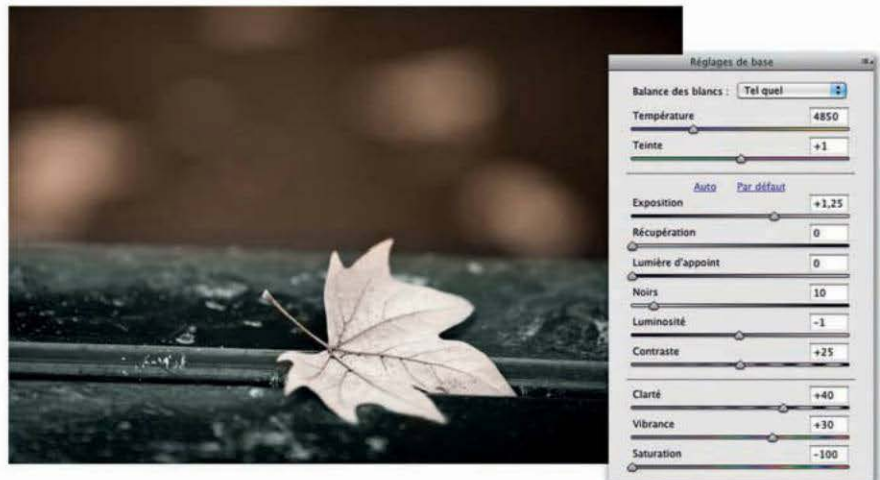 Réglages de base
Balance des blancs : Tel quel
Température 4850
Teinte +1
Auto Par défaut
Exposition +1,25
Récupération 0
Lumière d'appoint 0
Noirs 10
Luminosité -1
Contraste +25
Clarté +40
Vibrance +30
Saturation -100